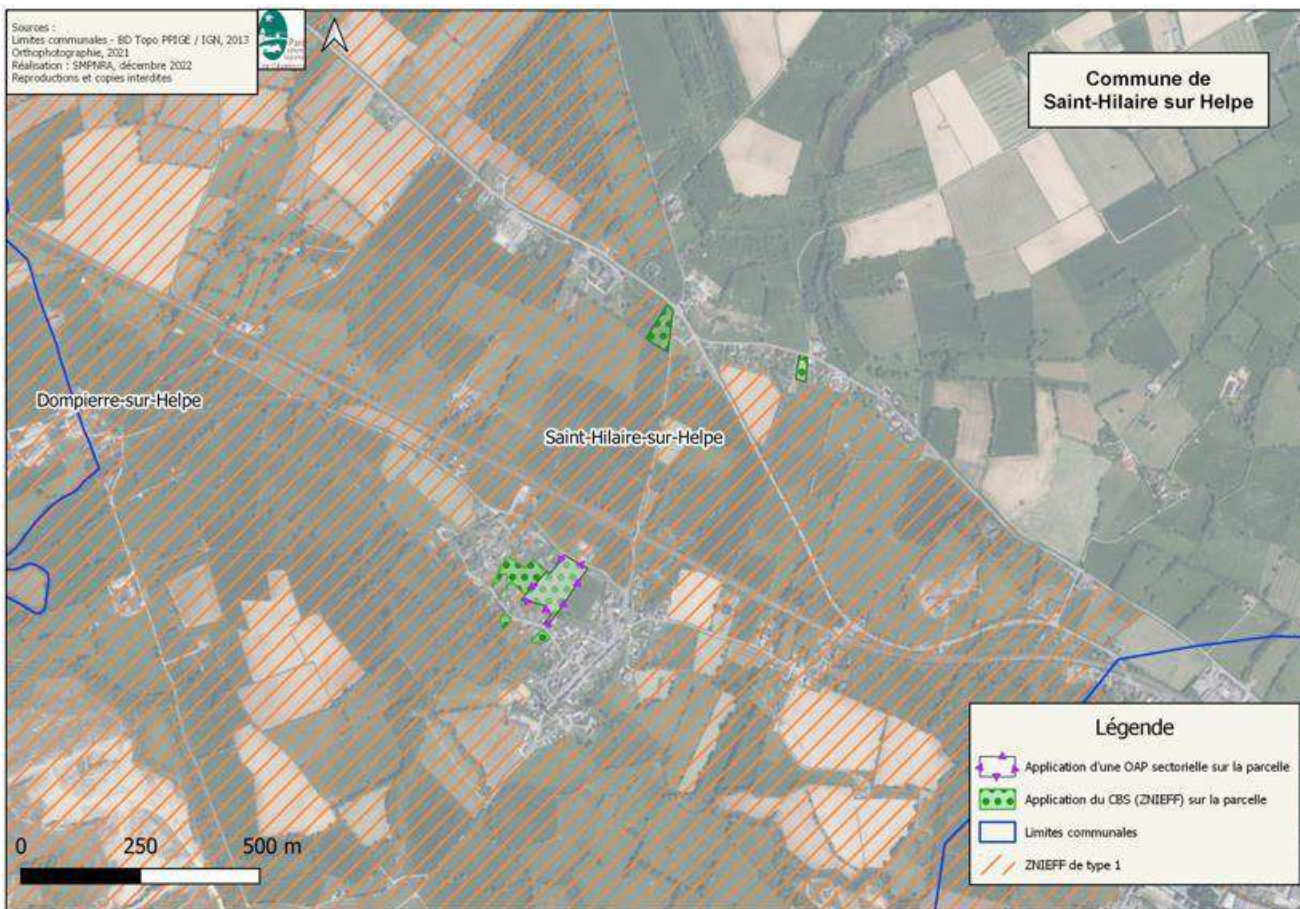 Sources :
Limites communales - BD Topo PPIGE / IGN, 2013
Orthophotographie, 2021
Réalisation : SMPNRA, décembre 2022
Reproductions et copies interdites
Parc
Commune de
Saint-Hilaire sur Helpe
Dompierre-sur-Helpe
Saint-Hilaire-sur-Helpe
Légende
Application d'une OAP sectorielle sur la parcelle
Application du CBS (ZNIEFF) sur la parcelle
Limites communales
ZNIEFF de type 1
0 250 500 m